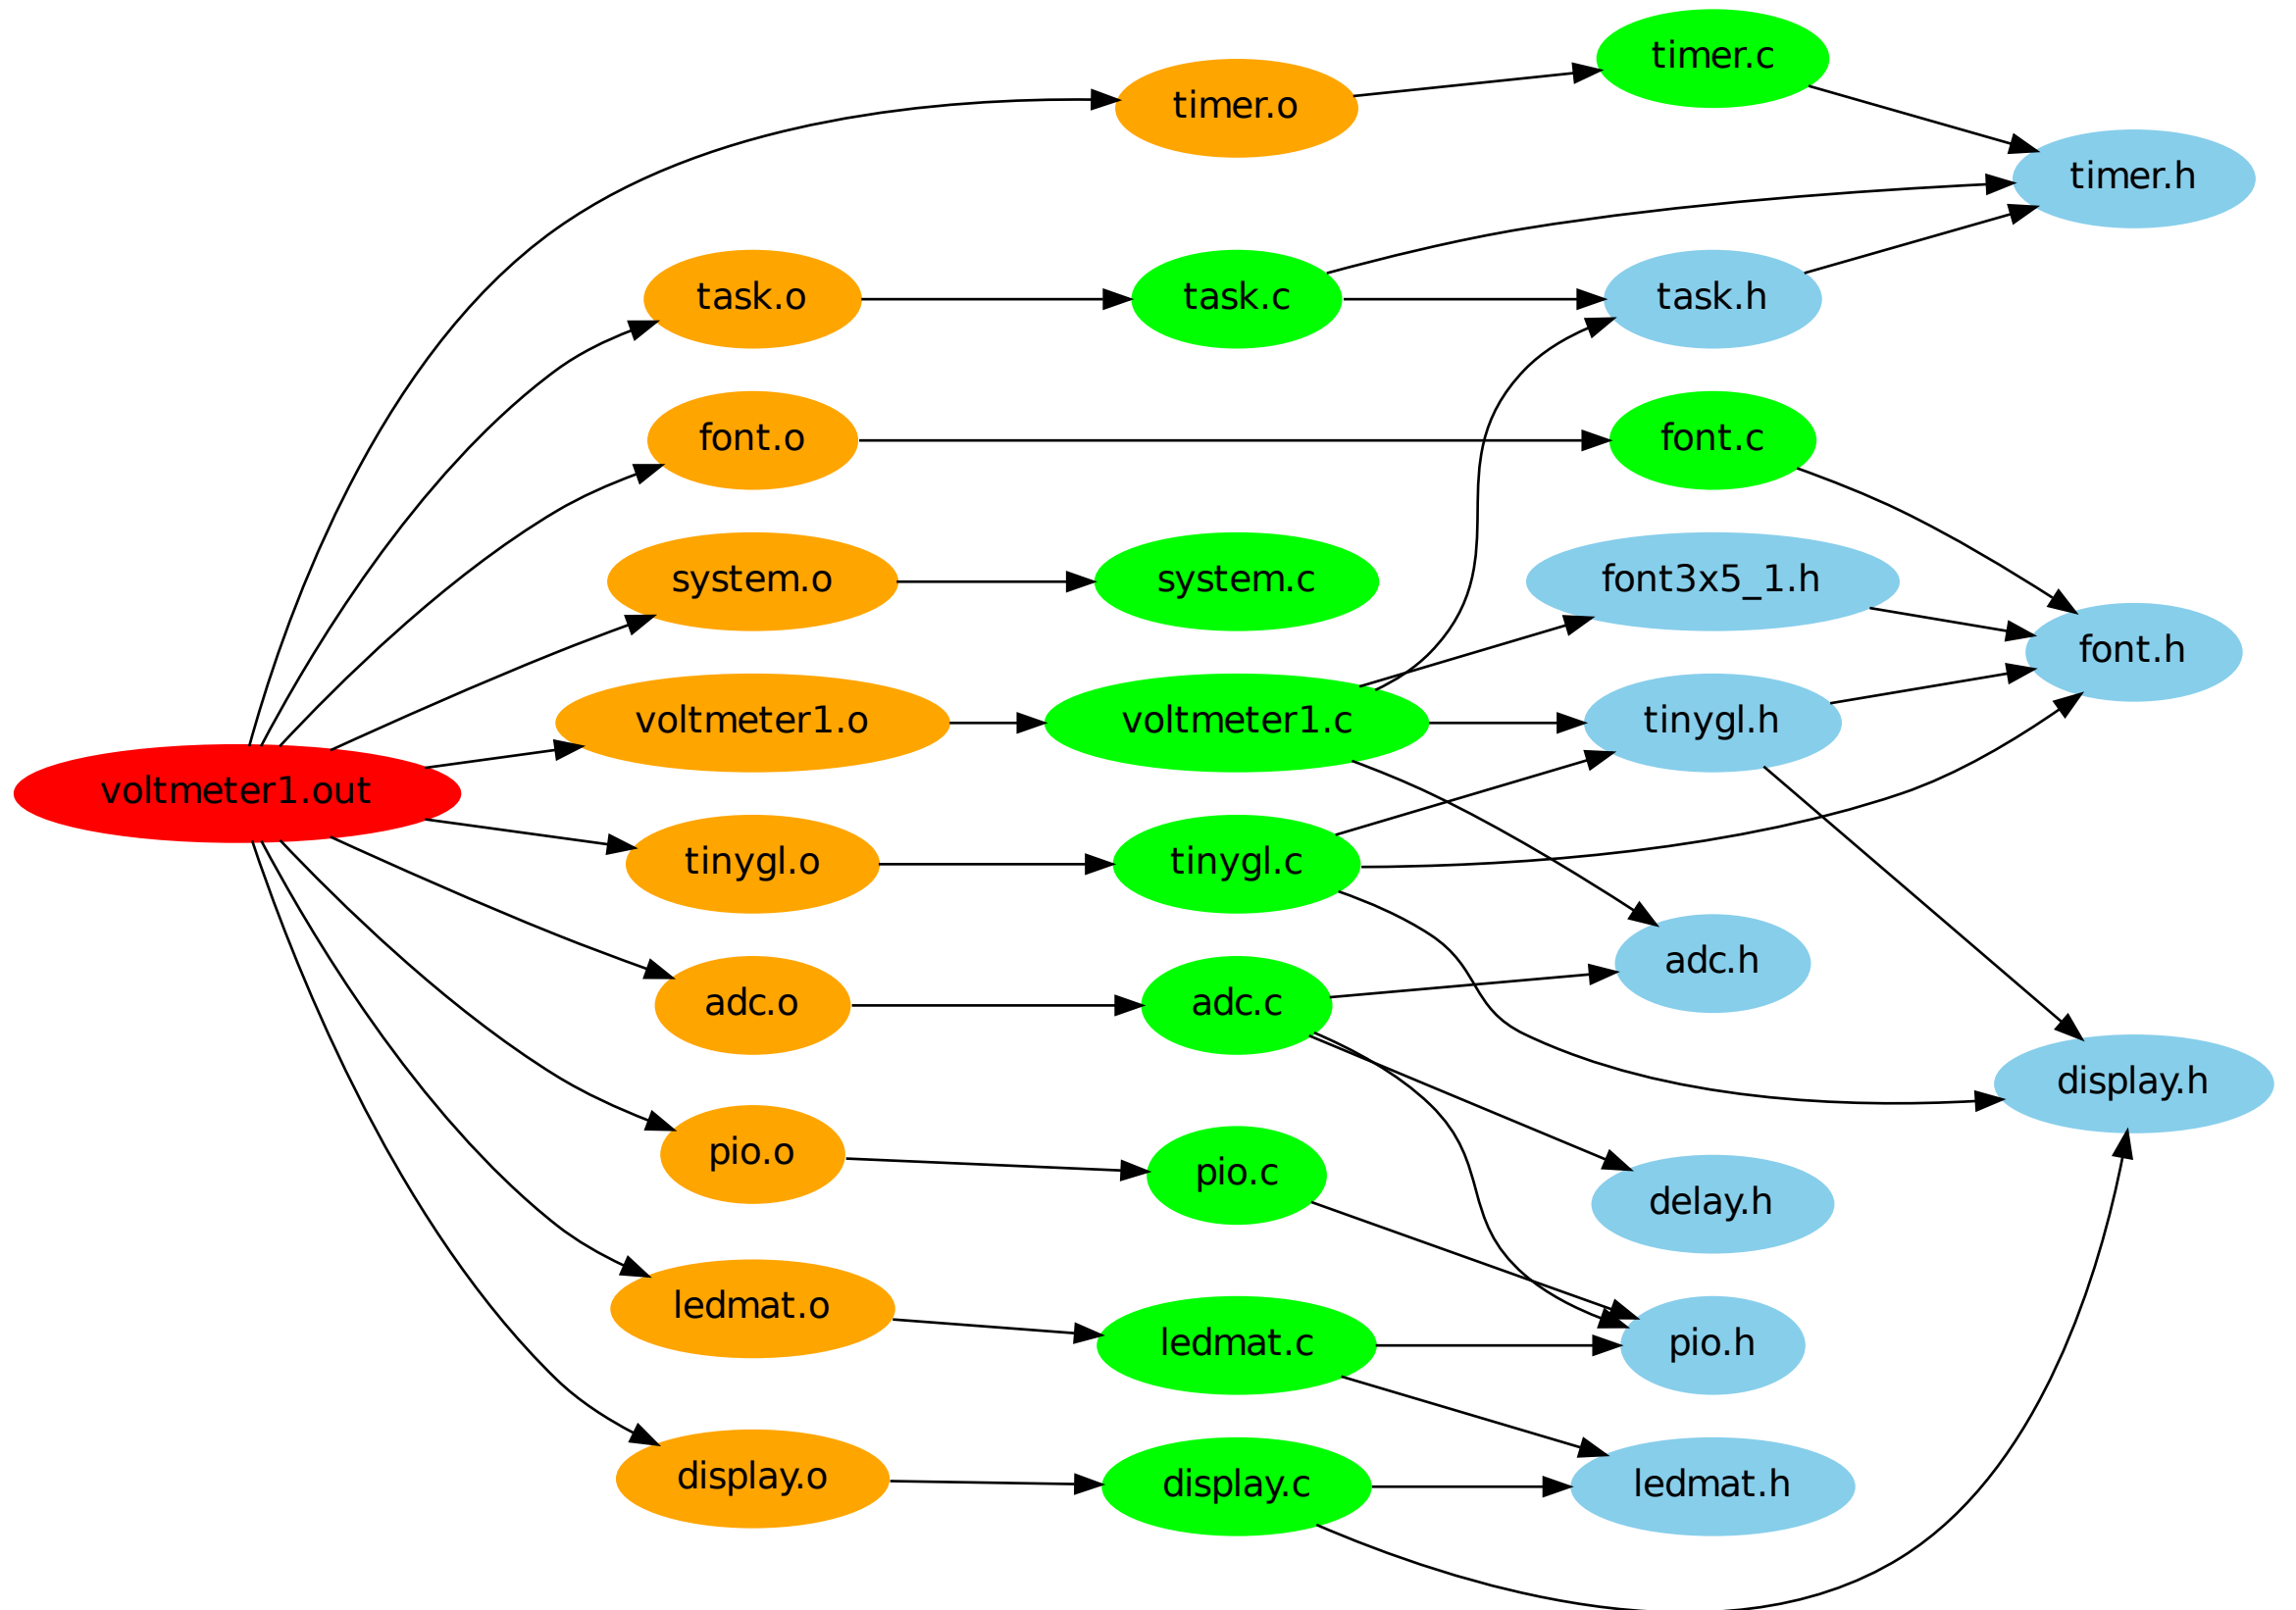 timer.c
timer.o
timer.h
task.o
task.c
task.h
font.o
font.c
system.o
system.c
font3x5_1.h
font.h
voltmeter1.o
voltmeter1.c
tinygl.h
voltmeter1.out
tinygl.o
tinygl.c
adc.h
adc.o
adc.c
display.h
pio.o
pio.c
delay.h
ledmat.o
ledmat.c
pio.h
display.o
display.c
ledmat.h